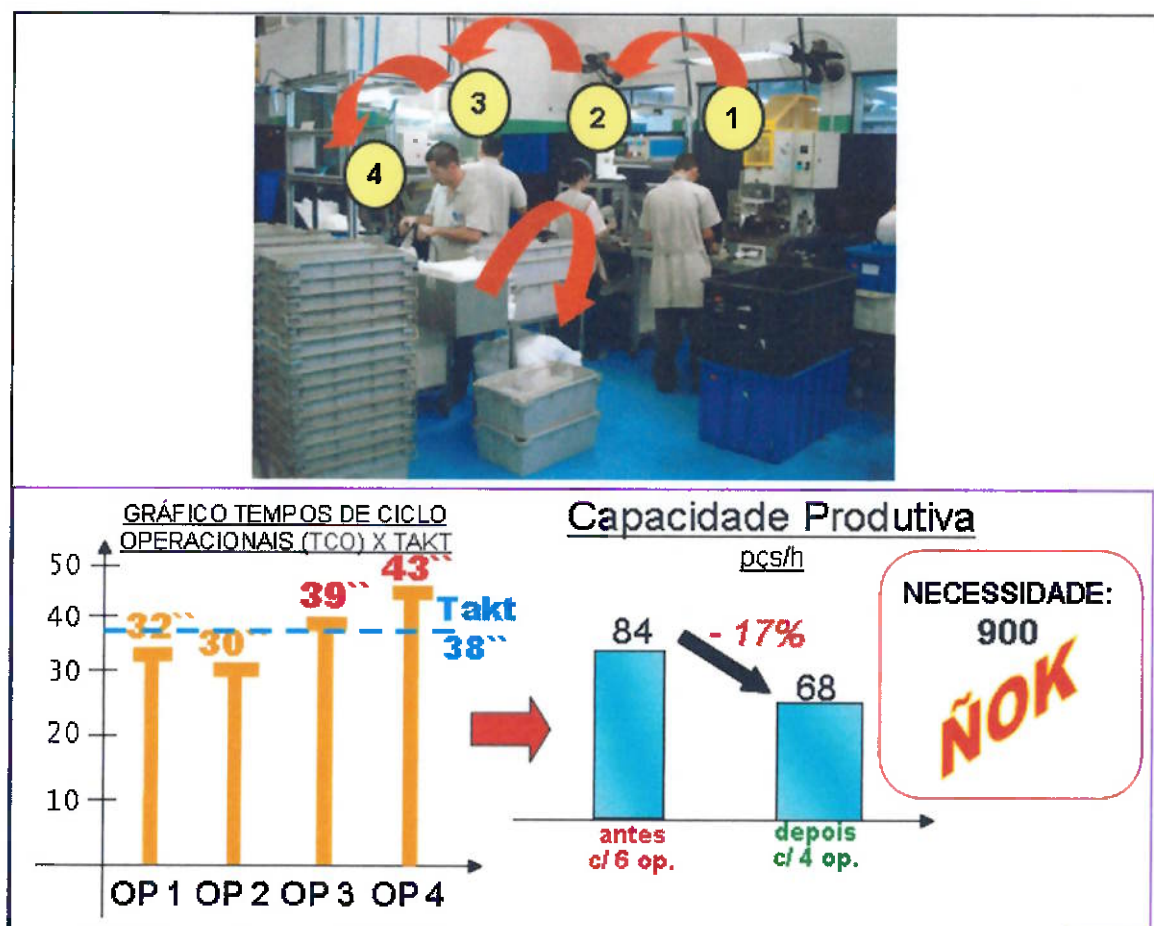 3
2
1
4
GRÁFICO TEMPOS DE CICLO
OPERACIONAIS (TCO) X TAKT
50
40
30
20
10
32``
30``
39``
43``
Takt
38``
OP 1 OP 2 OP 3 OP 4
Capacidade Produtiva
pçs/h
84
- 17%
68
antes
c/ 6 op.
depois
c/ 4 op.
NECESSIDADE:
900
ÑOK